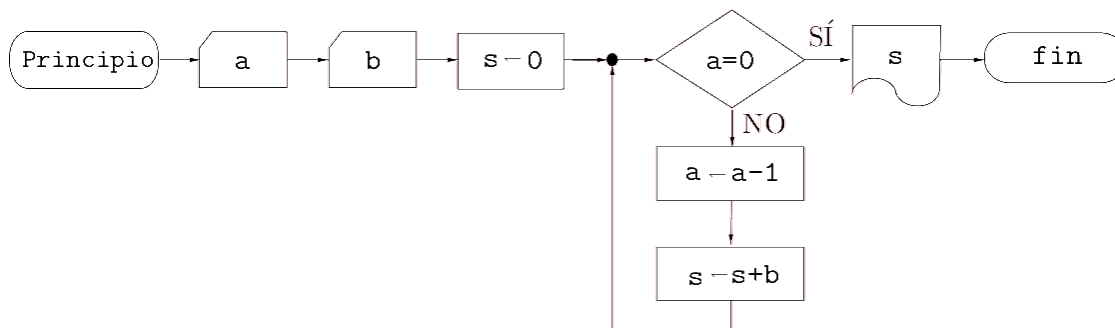 Principio
a
b
s←0
a=0
SÍ
s
fin
NO
a←a-1
s←s+b